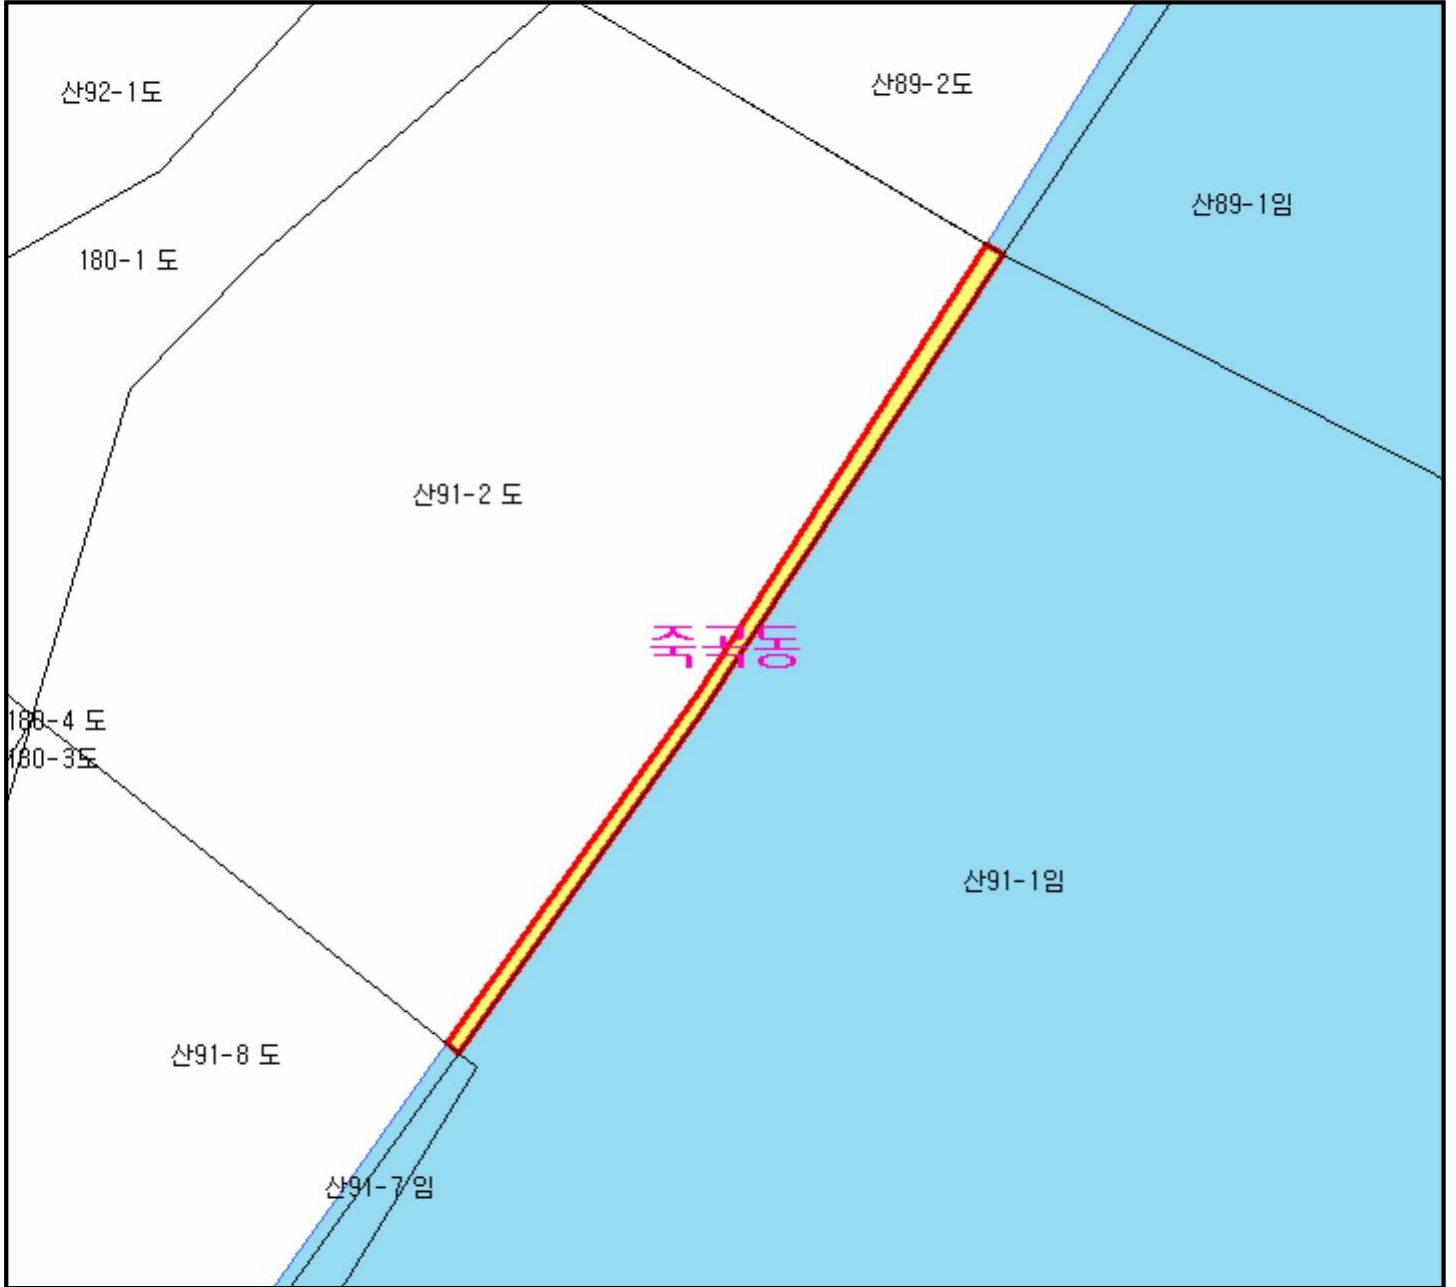 산89-2도
산92-1도
산89-1임
180-1 도
산91-2 도
죽곡동
180-4 도
180-3도
산91-1임
산91-8 도
산91-7 임